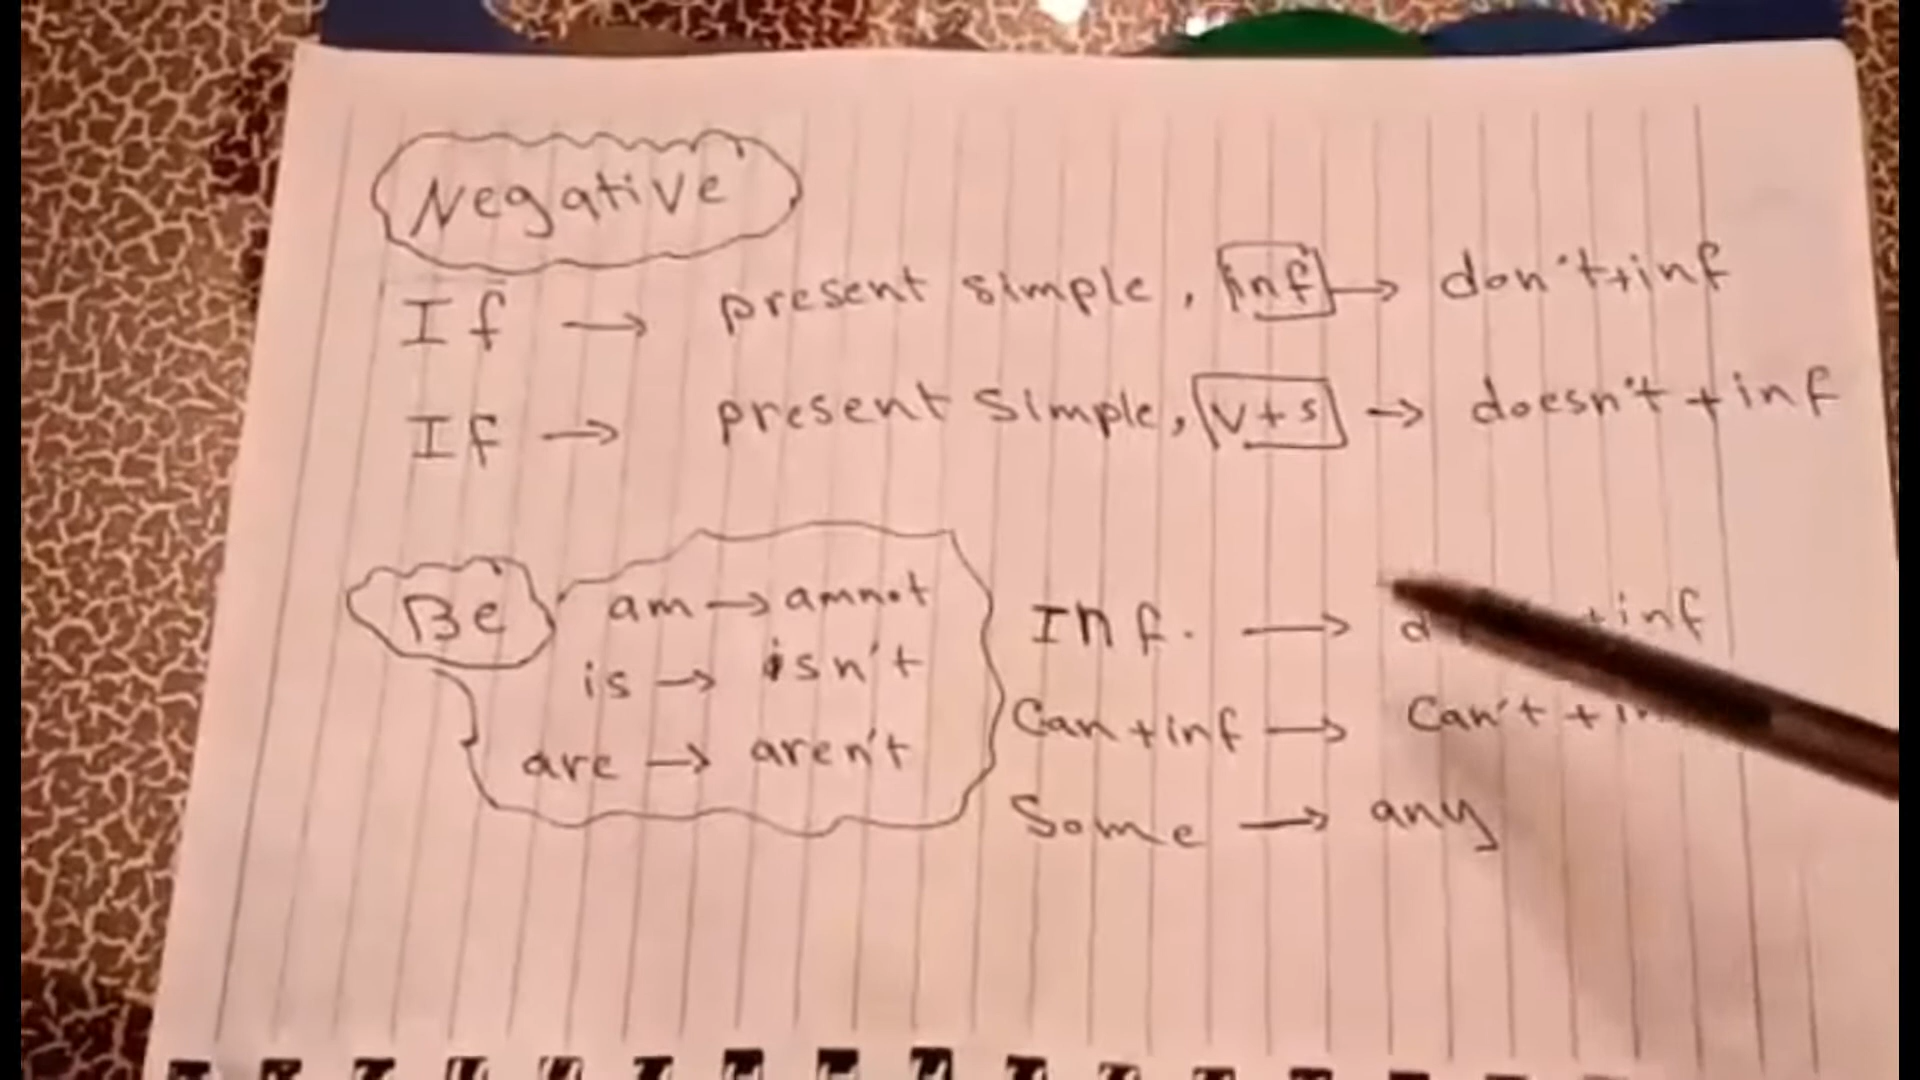 Negative
If → present simple, inf → don't + inf
If → present simple, v+s → doesn't + inf
Be
am → amnot
is → isn't
are → aren't
Inf. → + inf
Can + inf → Can't +
Some → any